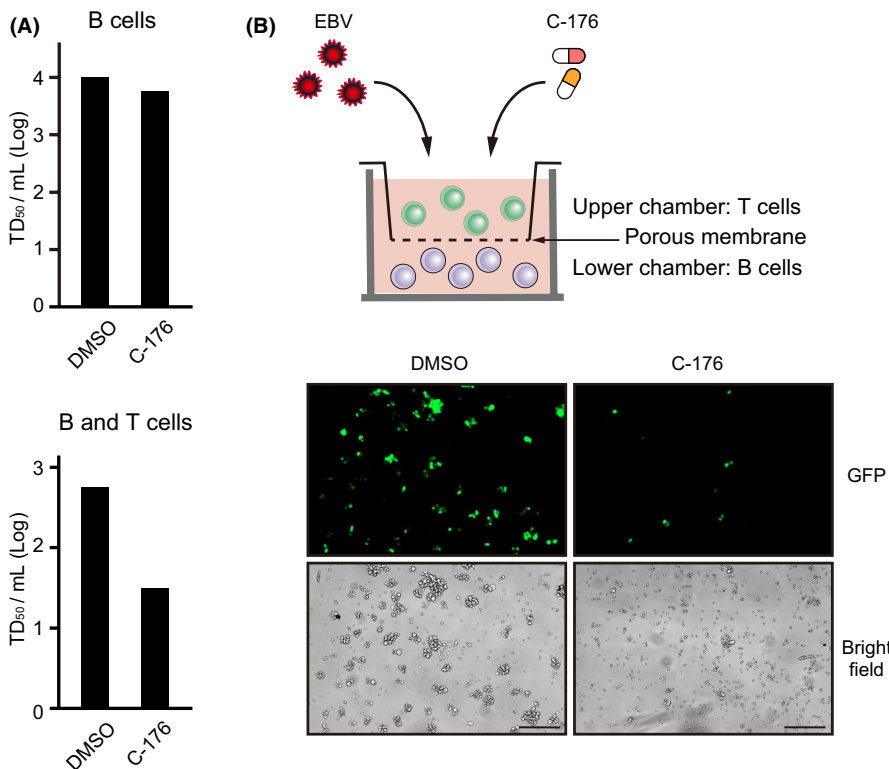 (A)
B cells
TD50 / mL (Log)
4
3
2
1
0
DMSO
C-176
B and T cells
TD50 / mL (Log)
3
2
1
0
DMSO
C-176
(B)
EBV
C-176
Upper chamber: T cells
Porous membrane
Lower chamber: B cells
DMSO
C-176
GFP
Bright
field